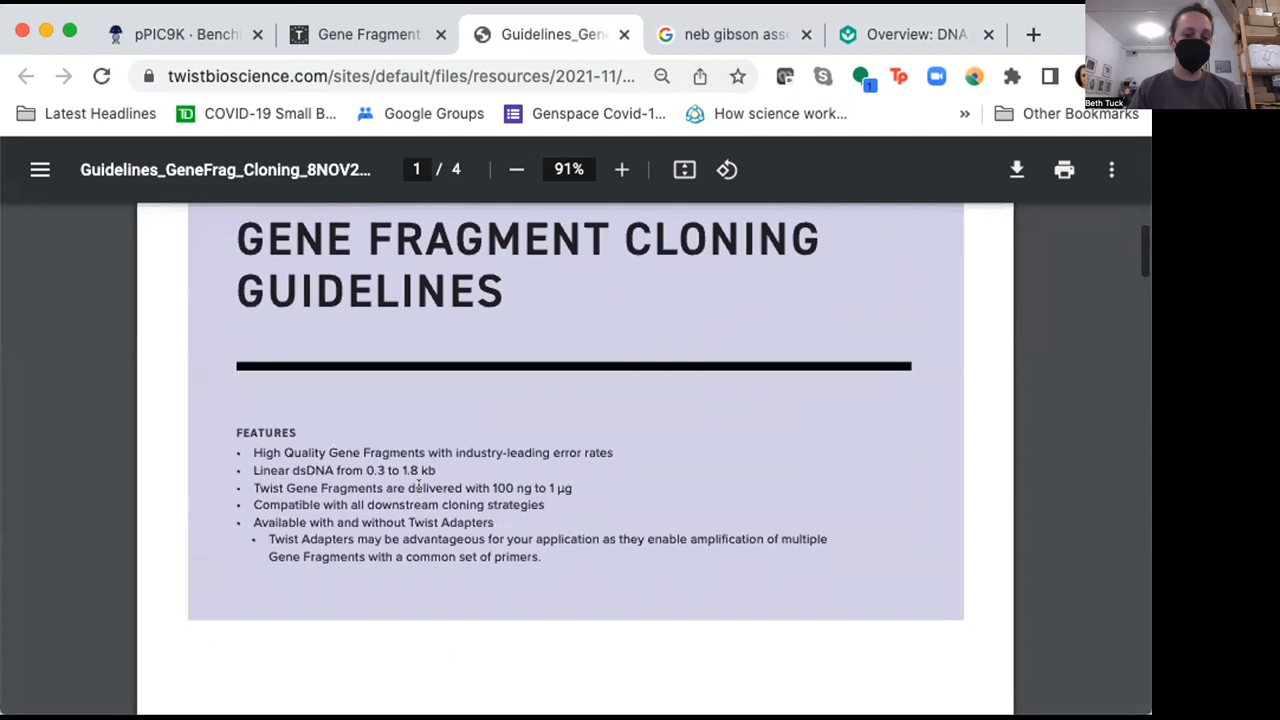 pPIC9K · Bench
Gene Fragment
Guidelines_Gene
neb gibson ass
Overview: DNA
twistbioscience.com/sites/default/files/resources/2021-11/...
1
Beth Tuck
Latest Headlines
COVID-19 Small B...
Google Groups
Genspace Covid-1...
How science work...
»
Other Bookmarks
Guidelines_GeneFrag_Cloning_8NOV2...
1 / 4
91%
GENE FRAGMENT CLONING
GUIDELINES
FEATURES
• High Quality Gene Fragments with industry-leading error rates
• Linear dsDNA from 0.3 to 1.8 kb
• Twist Gene Fragments are delivered with 100 ng to 1 µg
• Compatible with all downstream cloning strategies
• Available with and without Twist Adapters
• Twist Adapters may be advantageous for your application as they enable amplification of multiple
Gene Fragments with a common set of primers.